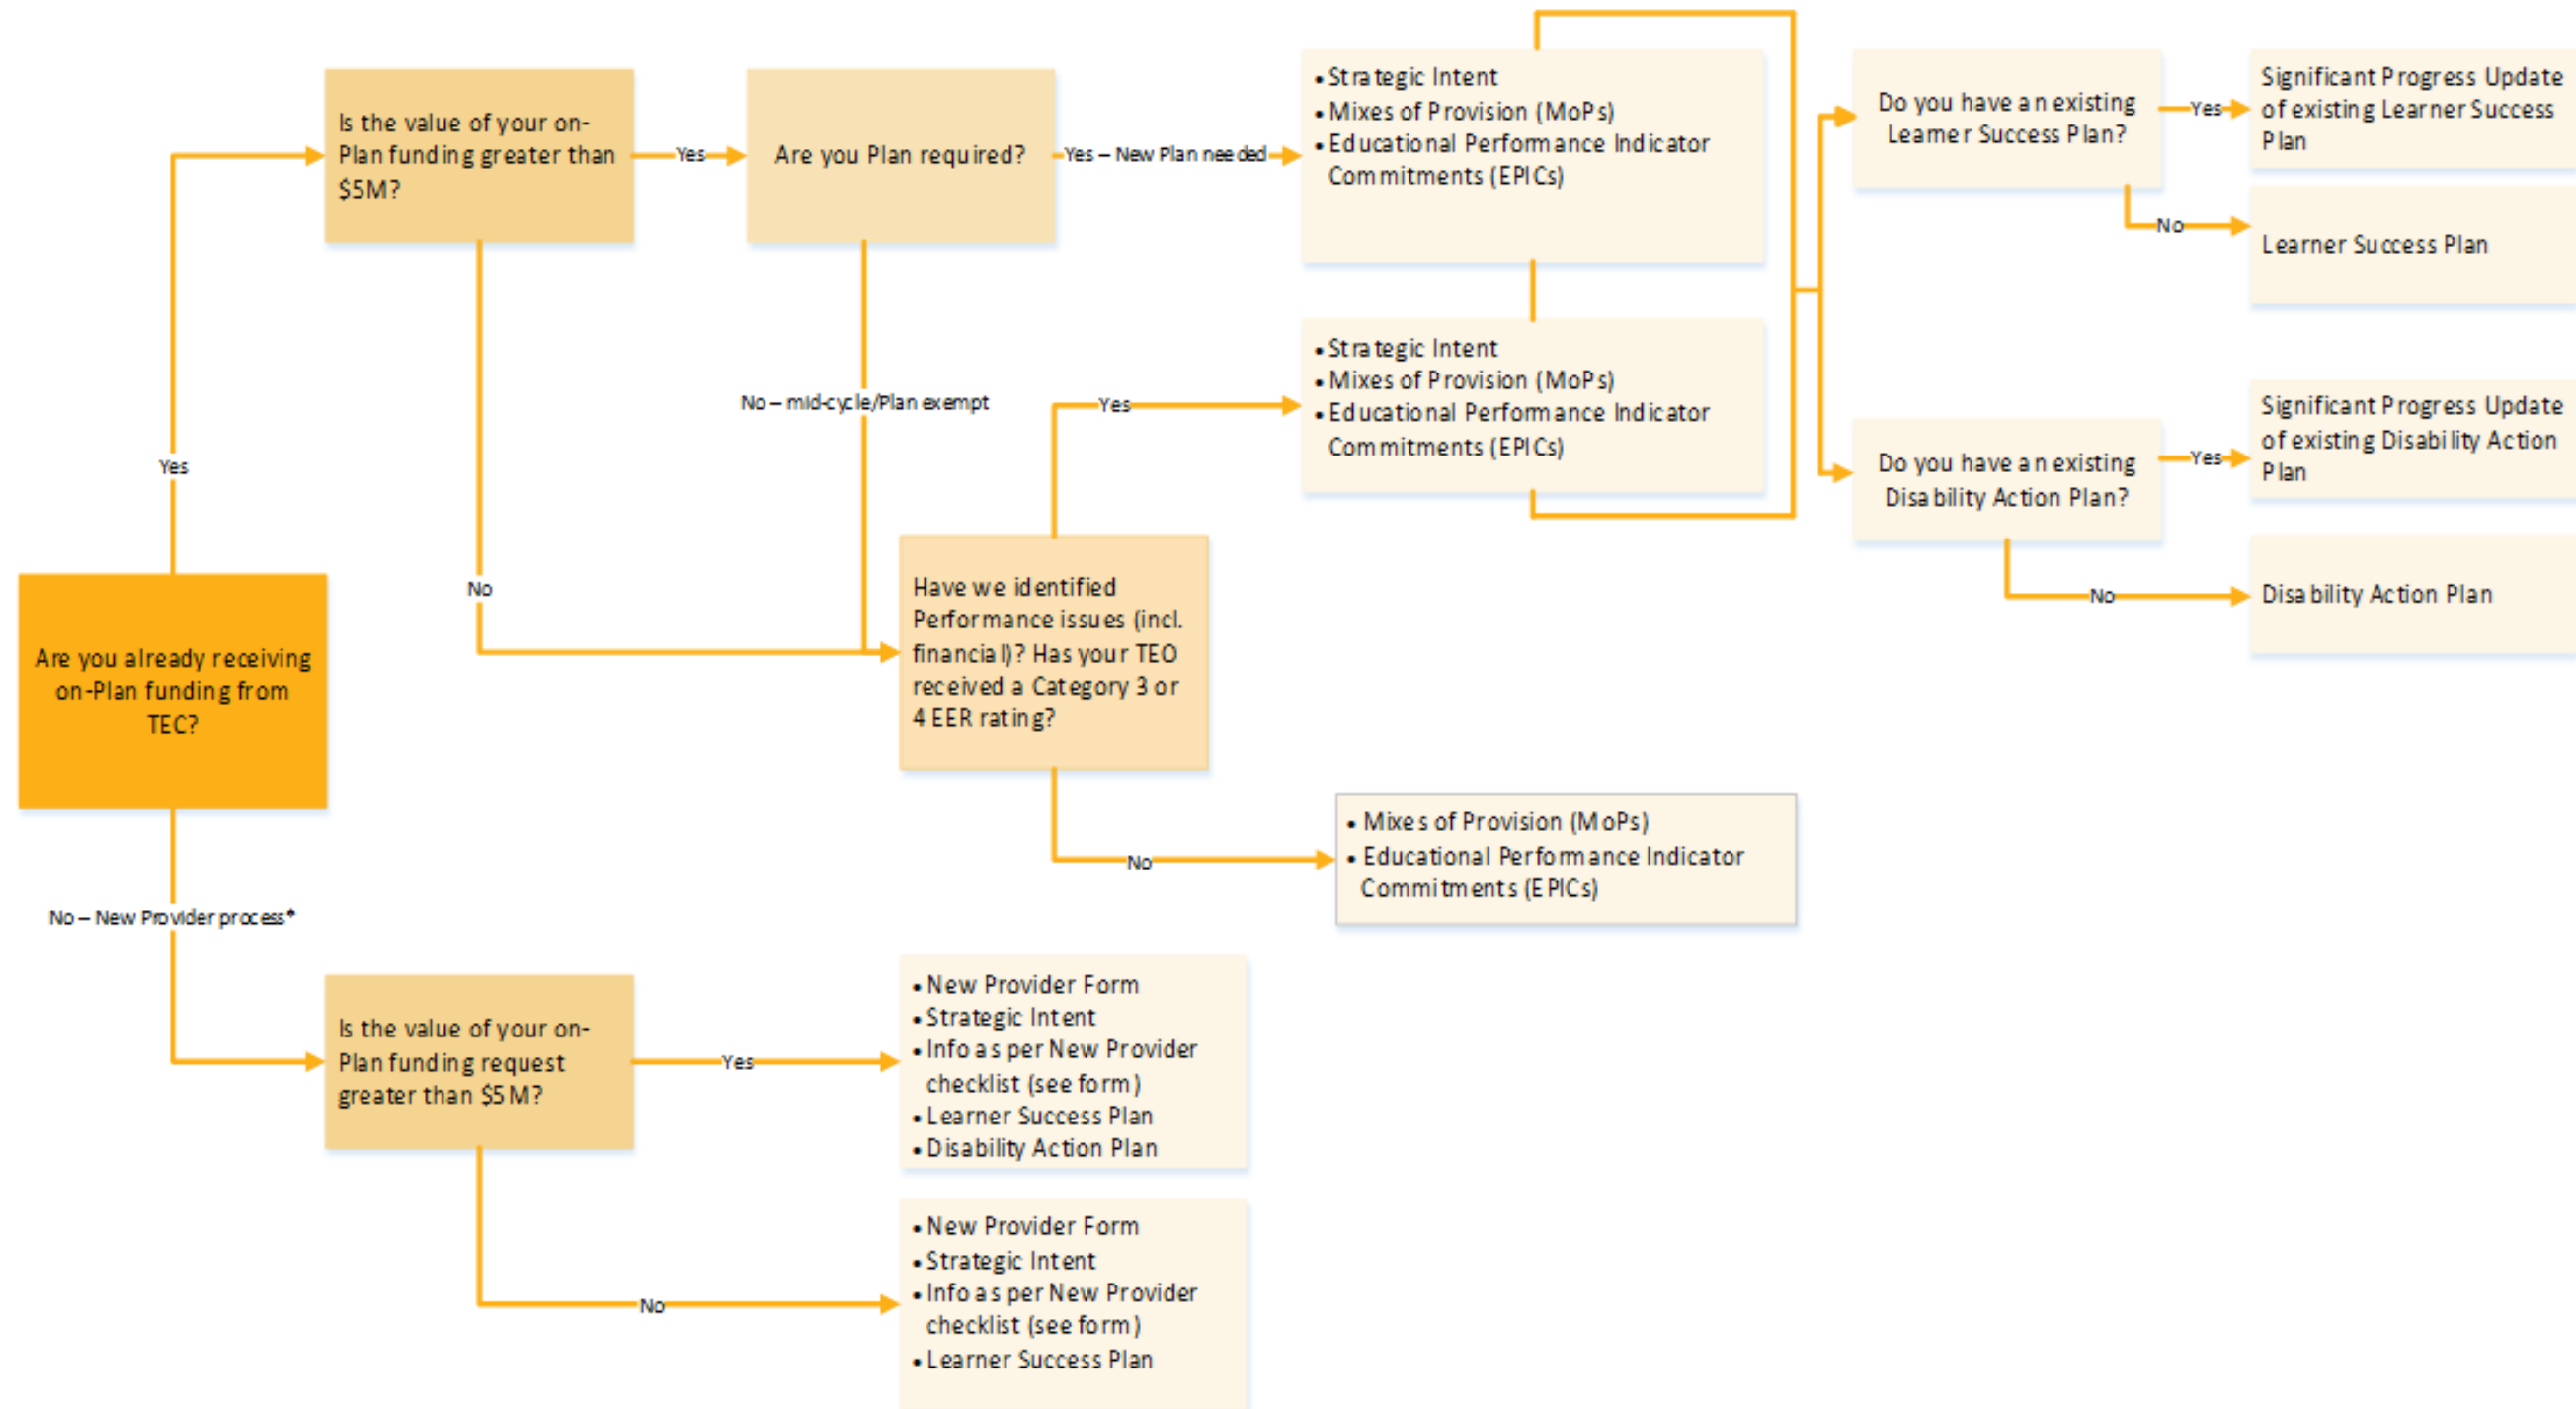 Are you already receiving
on-Plan funding from
TEC?
Yes
Is the value of your on-
Plan funding greater than
$5M?
Yes
Are you Plan required?
Yes – New Plan needed
• Strategic Intent
• Mixes of Provision (MoPs)
• Educational Performance Indicator
Commitments (EPICs)
No
No – mid-cycle/Plan exempt
Have we identified
Performance issues (incl.
financial)? Has your TEO
received a Category 3 or
4 EER rating?
Yes
• Strategic Intent
• Mixes of Provision (MoPs)
• Educational Performance Indicator
Commitments (EPICs)
Do you have an existing
Learner Success Plan?
Yes
Significant Progress Update
of existing Learner Success
Plan
No
Learner Success Plan
Do you have an existing
Disability Action Plan?
Yes
Significant Progress Update
of existing Disability Action
Plan
No
Disability Action Plan
No
• Mixes of Provision (MoPs)
• Educational Performance Indicator
Commitments (EPICs)
No – New Provider process*
Is the value of your on-
Plan funding request
greater than $5M?
Yes
• New Provider Form
• Strategic Intent
• Info as per New Provider
checklist (see form)
• Learner Success Plan
• Disability Action Plan
No
• New Provider Form
• Strategic Intent
• Info as per New Provider
checklist (see form)
• Learner Success Plan